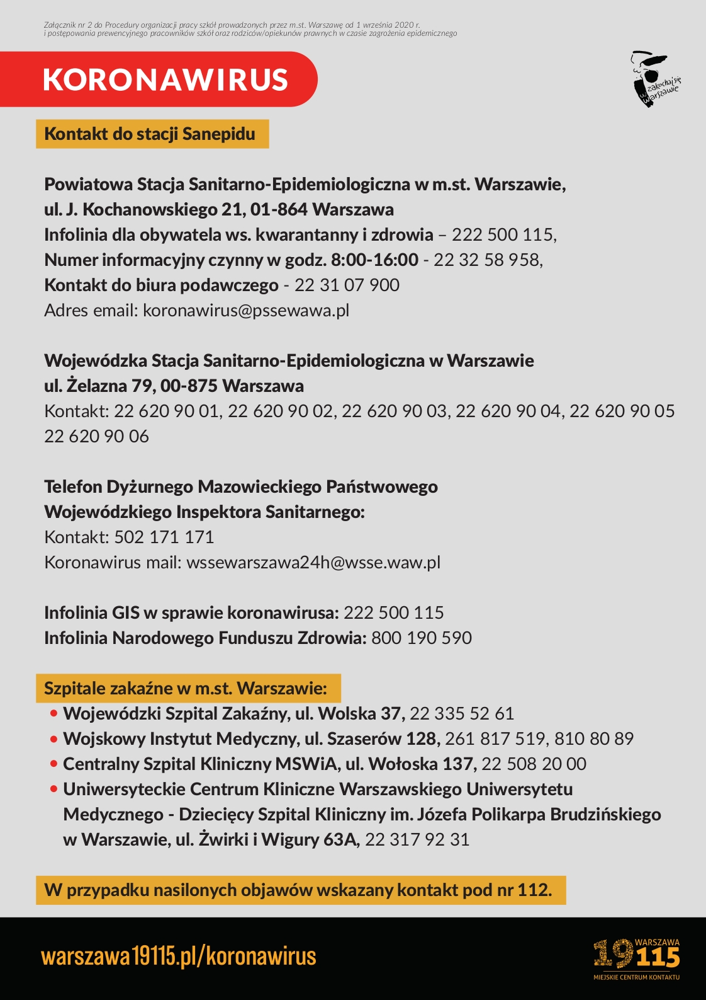 Załącznik nr 2 do Procedury organizacji pracy szkół prowadzonych przez m.st. Warszawę od 1 września 2020 r.
i postępowania prewencyjnego pracowników szkół oraz rodziców/opiekunów prawnych w czasie zagrożenia epidemicznego
KORONAWIRUS
zakochaj się
w Warszawie
Kontakt do stacji Sanepidu
Powiatowa Stacja Sanitarno-Epidemiologiczna w m.st. Warszawie,
ul. J. Kochanowskiego 21, 01-864 Warszawa
Infolinia dla obywatela ws. kwarantanny i zdrowia – 222 500 115,
Numer informacyjny czynny w godz. 8:00-16:00 - 22 32 58 958,
Kontakt do biura podawczego - 22 31 07 900
Adres email: koronawirus@pssewawa.pl
Wojewódzka Stacja Sanitarno-Epidemiologiczna w Warszawie
ul. Żelazna 79, 00-875 Warszawa
Kontakt: 22 620 90 01, 22 620 90 02, 22 620 90 03, 22 620 90 04, 22 620 90 05
22 620 90 06
Telefon Dyżurnego Mazowieckiego Państwowego
Wojewódzkiego Inspektora Sanitarnego:
Kontakt: 502 171 171
Koronawirus mail: wssewarszawa24h@wsse.waw.pl
Infolinia GIS w sprawie koronawirusa: 222 500 115
Infolinia Narodowego Funduszu Zdrowia: 800 190 590
Szpitale zakaźne w m.st. Warszawie:
• Wojewódzki Szpital Zakaźny, ul. Wolska 37, 22 335 52 61
• Wojskowy Instytut Medyczny, ul. Szaserów 128, 261 817 519, 810 80 89
• Centralny Szpital Kliniczny MSWiA, ul. Wołoska 137, 22 508 20 00
• Uniwersyteckie Centrum Kliniczne Warszawskiego Uniwersytetu
Medycznego - Dziecięcy Szpital Kliniczny im. Józefa Polikarpa Brudzińskiego
w Warszawie, ul. Żwirki i Wigury 63A, 22 317 92 31
W przypadku nasilonych objawów wskazany kontakt pod nr 112.
warszawa19115.pl/koronawirus
WARSZAWA
19115
MIEJSKIE CENTRUM KONTAKTU